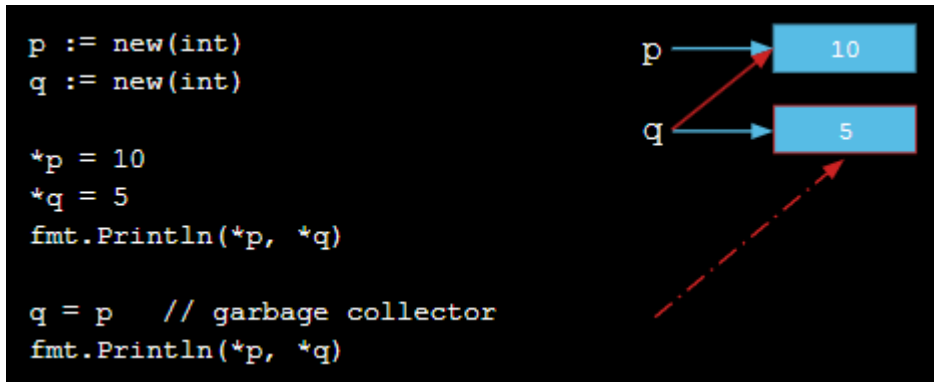 p := new(int)
q := new(int)
*p = 10
*q = 5
fmt.Println(*p, *q)
q = p   // garbage collector
fmt.Println(*p, *q)
p
10
q
5